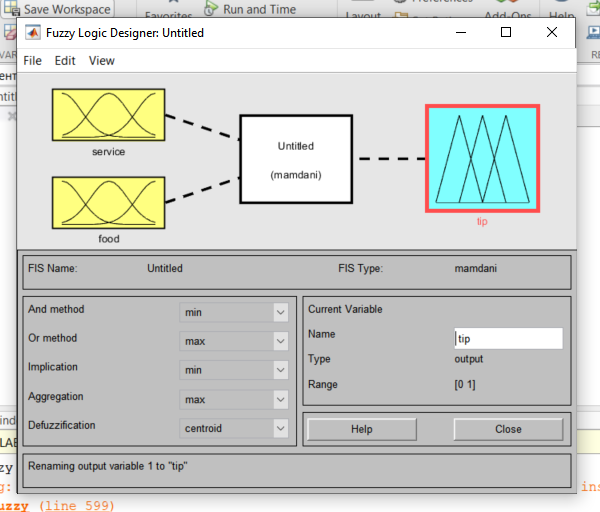 Save Workspace
Favorites
Run and Time
Layout
Preferences
Add-Ons
Help
Fuzzy Logic Designer: Untitled
File Edit View
service
food
Untitled
(mamdani)
tip
FIS Name: Untitled FIS Type: mamdani
And method min
Or method max
Implication min
Aggregation max
Defuzzification centroid
Current Variable
Name tip
Type output
Range [0 1]
Help Close
Renaming output variable 1 to "tip"
(line 599)